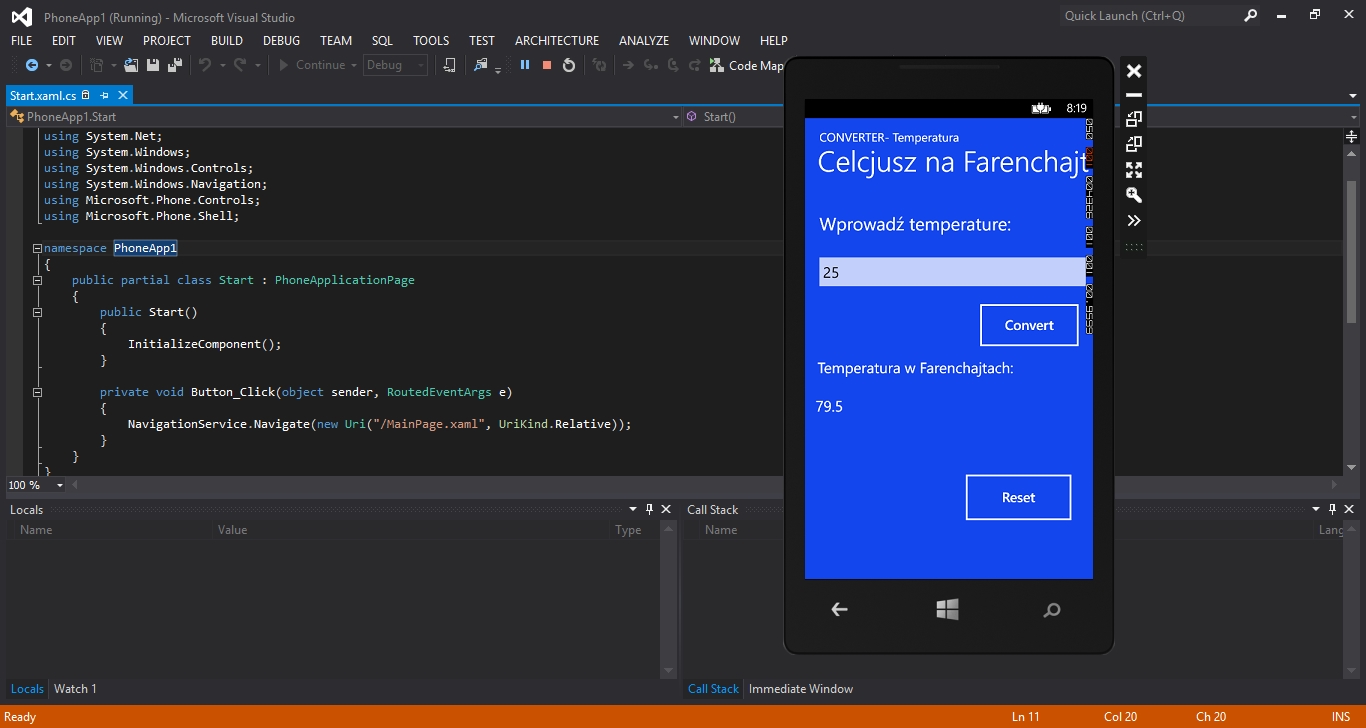 PhoneApp1 (Running) - Microsoft Visual Studio
Quick Launch (Ctrl+Q)
FILE EDIT VIEW PROJECT BUILD DEBUG TEAM SQL TOOLS TEST ARCHITECTURE ANALYZE WINDOW HELP
Continue Debug Code Map
Start.xaml.cs
PhoneApp1.Start Start()
using System.Net;
using System.Windows;
using System.Windows.Controls;
using System.Windows.Navigation;
using Microsoft.Phone.Controls;
using Microsoft.Phone.Shell;
namespace PhoneApp1
{
public partial class Start : PhoneApplicationPage
{
public Start()
{
InitializeComponent();
}
private void Button_Click(object sender, RoutedEventArgs e)
{
NavigationService.Navigate(new Uri("/MainPage.xaml", UriKind.Relative));
}
}
}
100 %
8:19
CONVERTER- Temperatura
Celcjusz na Farenchajt
Wprowadź temperature:
25
Convert
Temperatura w Farenchajtach:
79.5
Reset
Locals
Name Value Type
Call Stack
Name Lang
Locals Watch 1
Call Stack Immediate Window
Ready Ln 11 Col 20 Ch 20 INS